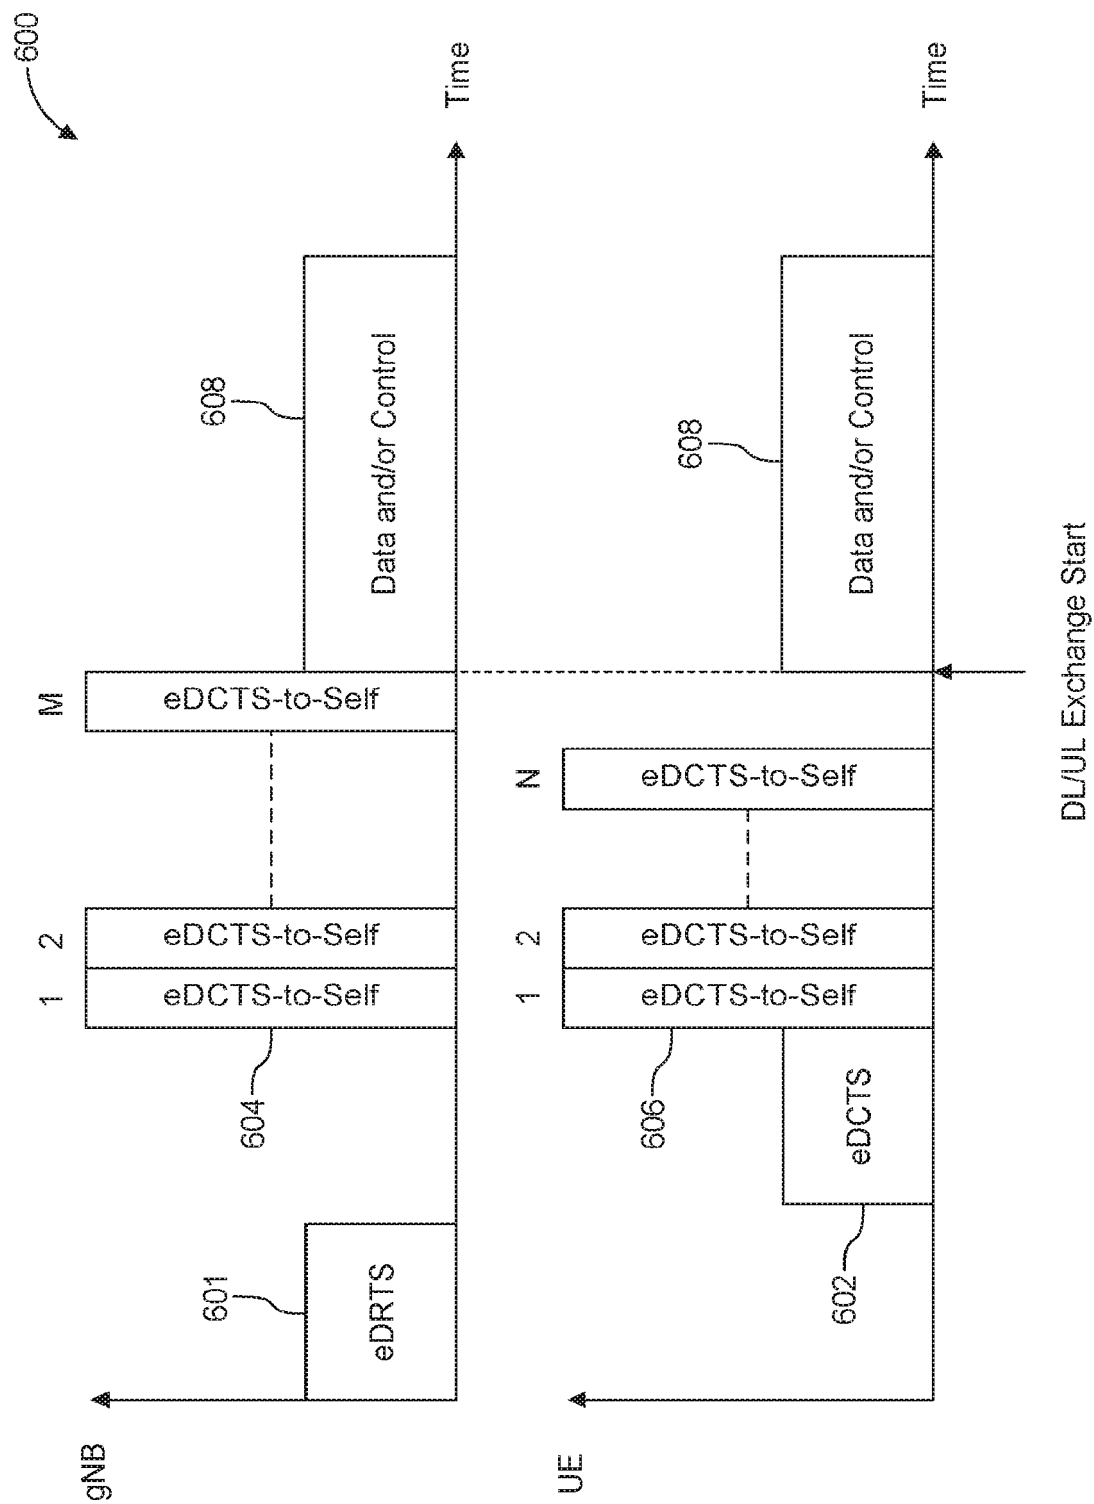 600
gNB
601
eDRTS
604
1
eDCTS-to-Self
2
eDCTS-to-Self
M
eDCTS-to-Self
608
Data and/or Control
Time
UE
602
eDCTS
606
1
eDCTS-to-Self
2
eDCTS-to-Self
N
eDCTS-to-Self
608
Data and/or Control
Time
DL/UL Exchange Start